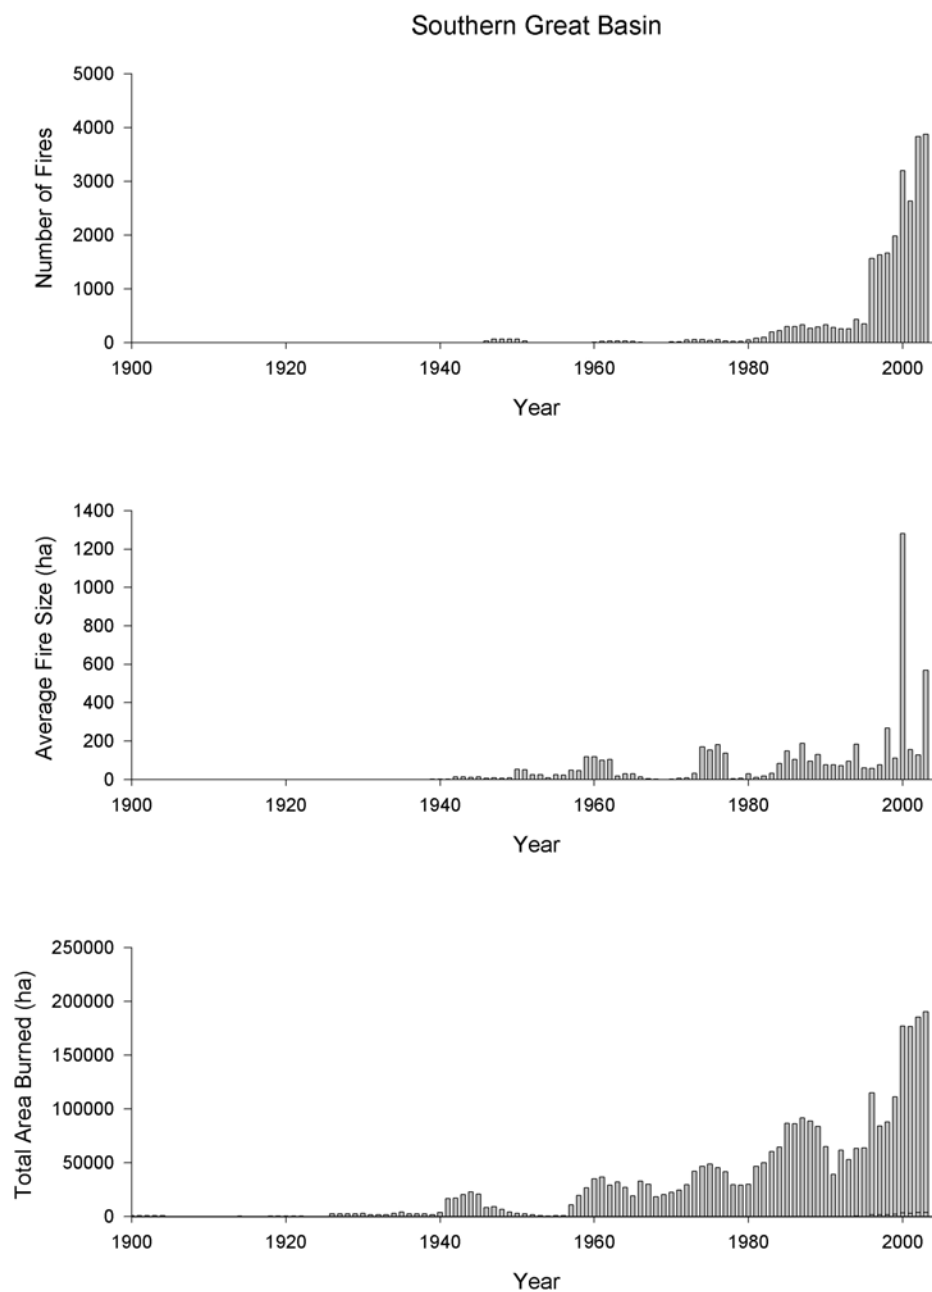 Southern Great Basin
5000
4000
3000
2000
1000
0
Number of Fires
1900 1920 1940 1960 1980 2000
Year
1400
1200
1000
800
600
400
200
0
Average Fire Size (ha)
1900 1920 1940 1960 1980 2000
Year
250000
200000
150000
100000
50000
0
Total Area Burned (ha)
1900 1920 1940 1960 1980 2000
Year